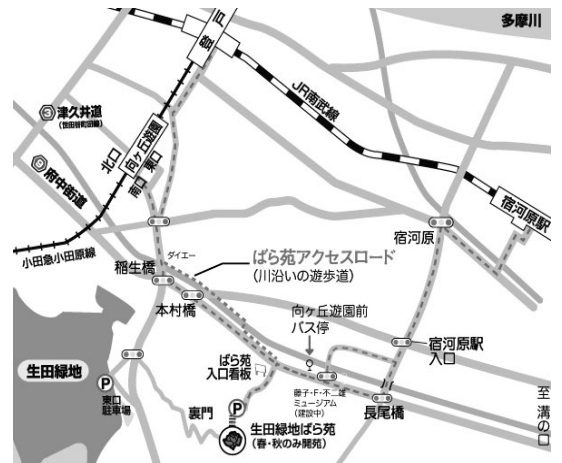 多摩川
登戸
JR南武線
3
津久井道
(世田谷町田線)
向ヶ丘遊園
北口
東口
南口
9
府中街道
小田急小田原線
宿河原駅
宿河原
ダイエー
ばら苑アクセスロード
(川沿いの遊歩道)
稲生橋
本村橋
向ヶ丘遊園前
バス停
宿河原駅
入口
ばら苑
入口看板
生田緑地
P
東口
駐車場
裏門
P
生田緑地ばら苑
(春・秋のみ開苑)
藤子・F・不二雄
ミュージアム
(建設中)
長尾橋
至 溝の口